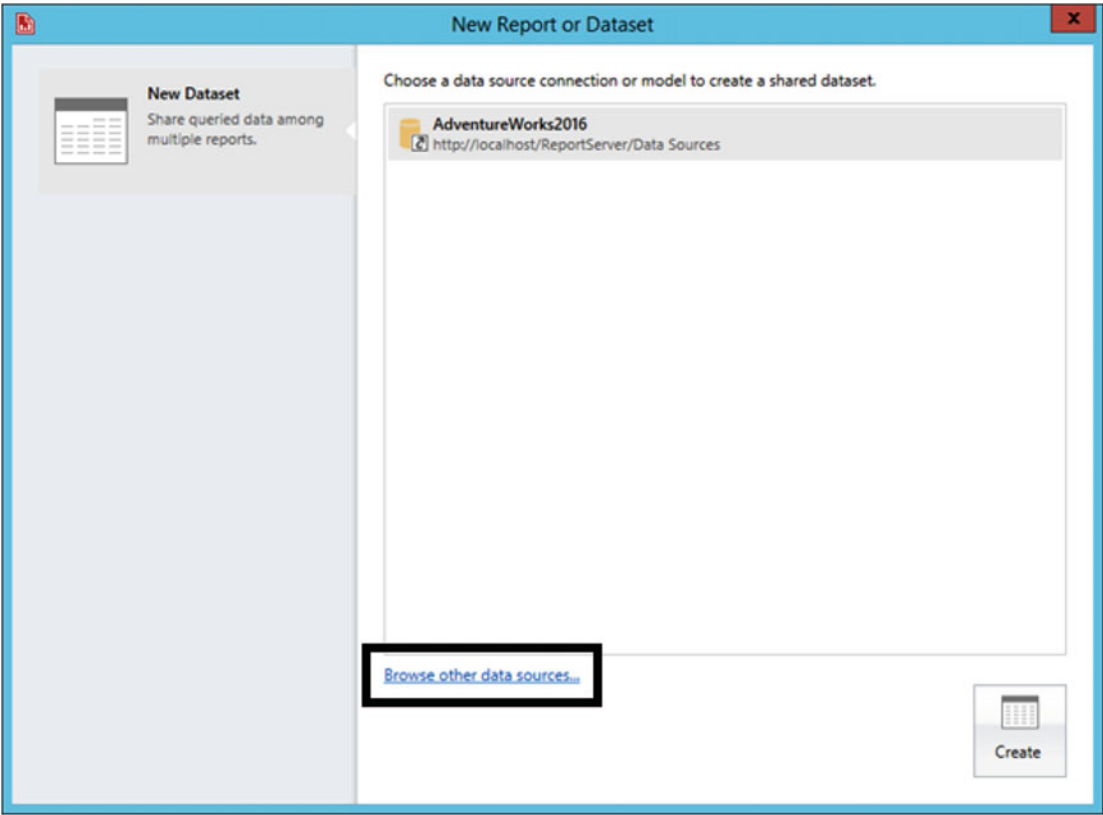 New Report or Dataset
x
New Dataset
Share queried data among
multiple reports.
Choose a data source connection or model to create a shared dataset.
AdventureWorks2016
http://localhost/ReportServer/Data Sources
Browse other data sources...
Create